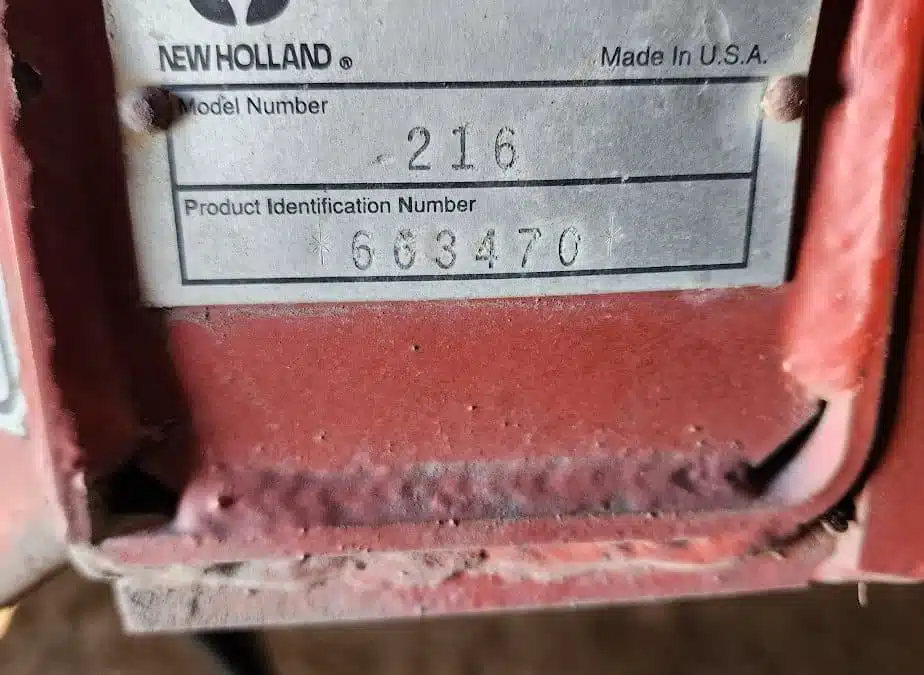 NEW HOLLAND ®
Made In U.S.A.
Model Number
216
Product Identification Number
*663470*